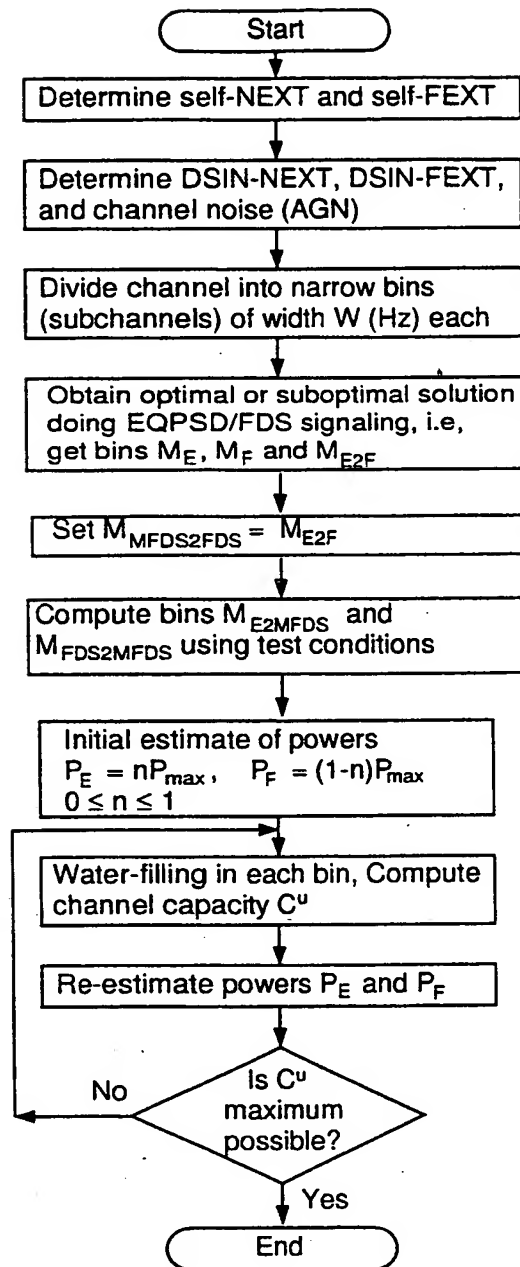 Start
Determine self-NEXT and self-FEXT
Determine DSIN-NEXT, DSIN-FEXT,
and channel noise (AGN)
Divide channel into narrow bins
(subchannels) of width W (Hz) each
Obtain optimal or suboptimal solution
doing EQPSD/FDS signaling, i.e,
get bins M_E, M_F and M_E2F
Set M_MFDS2FDS = M_E2F
Compute bins M_E2MFDS and
M_FDS2MFDS using test conditions
Initial estimate of powers
P_E = nP_max, P_F = (1-n)P_max
0 ≤ n ≤ 1
Water-filling in each bin, Compute
channel capacity C^u
Re-estimate powers P_E and P_F
No
Is C^u
maximum
possible?
Yes
End